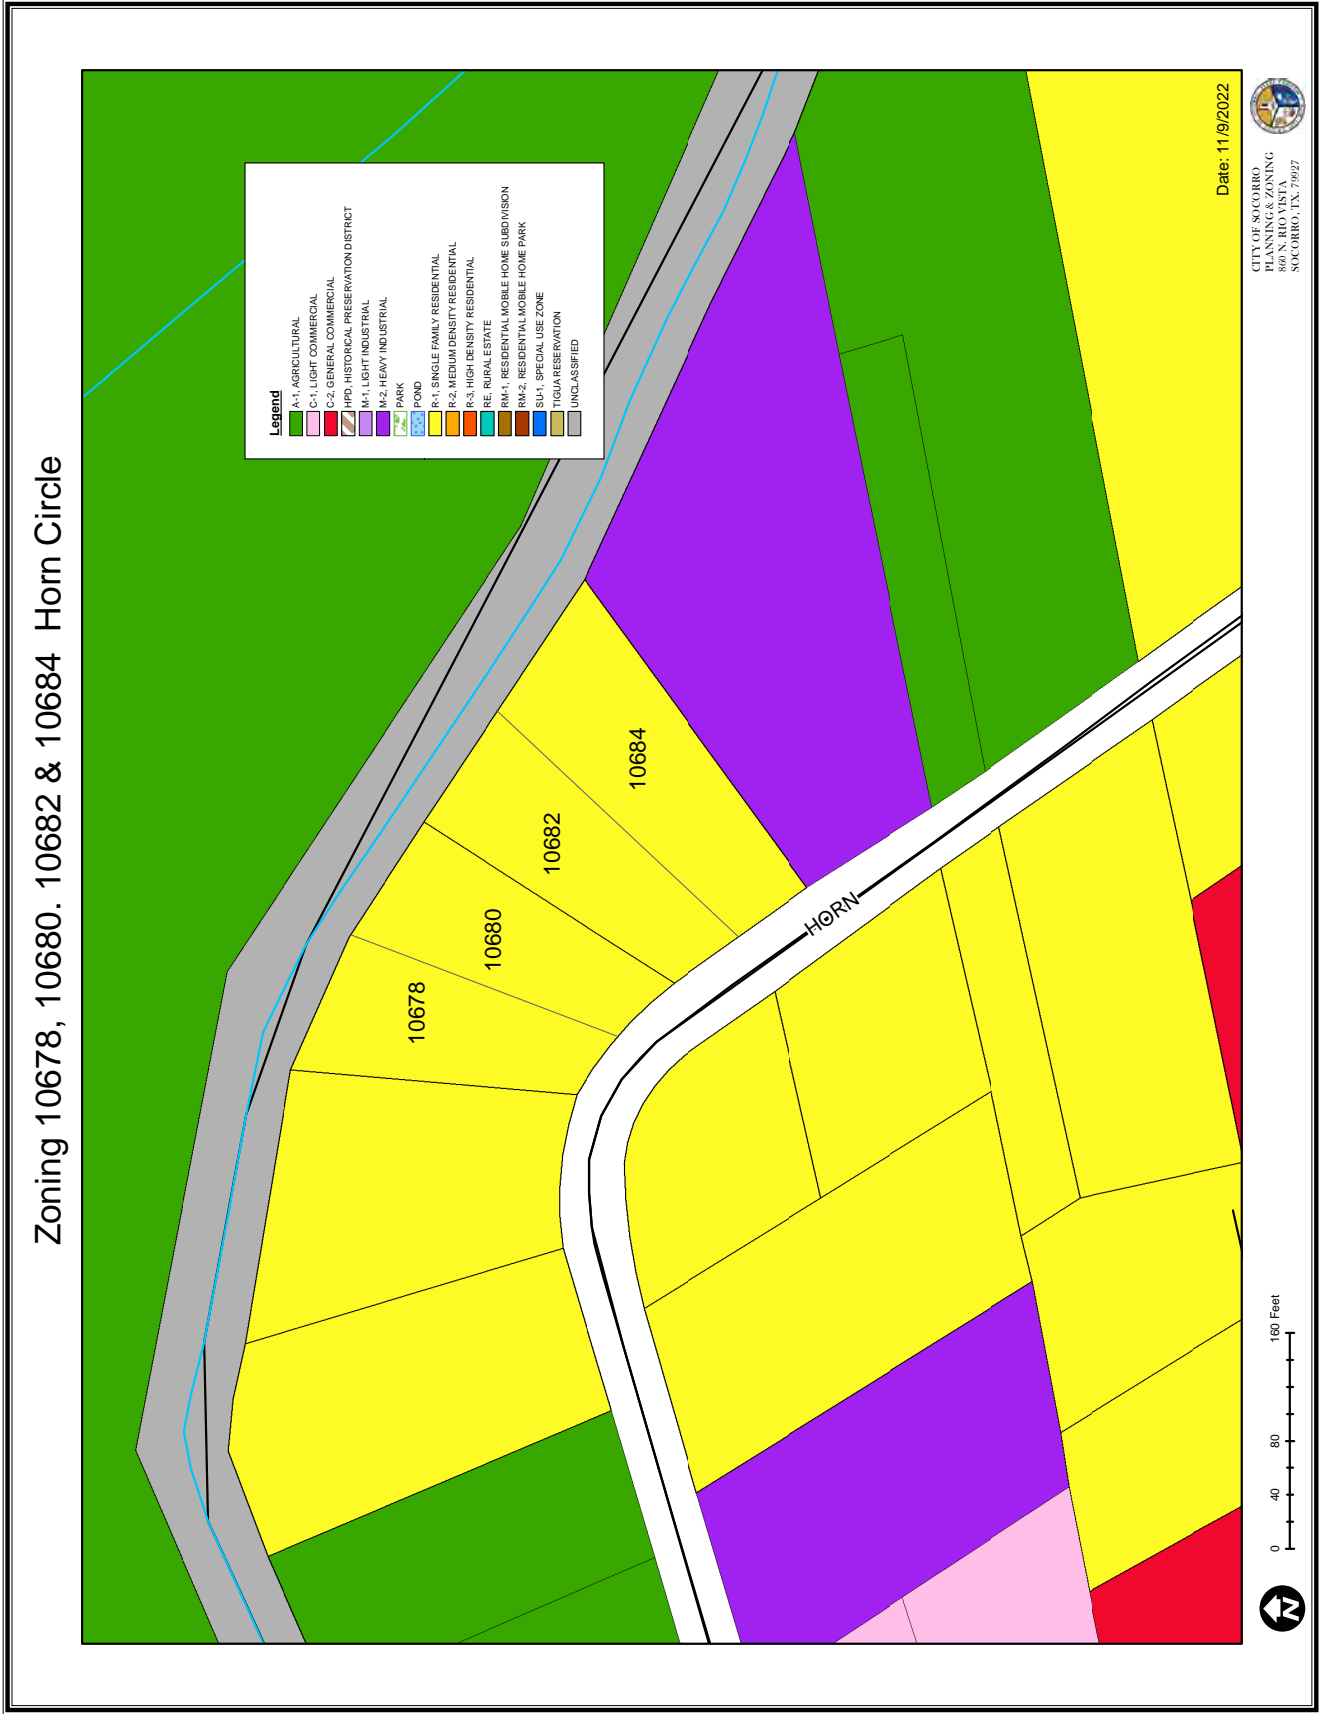 Zoning 10678, 10680. 10682 & 10684  Horn Circle
Legend
A-1, AGRICULTURAL
C-1, LIGHT COMMERCIAL
C-2, GENERAL COMMERCIAL
HPD, HISTORICAL PRESERVATION DISTRICT
M-1, LIGHT INDUSTRIAL
M-2, HEAVY INDUSTRIAL
PARK
POND
R-1, SINGLE FAMILY RESIDENTIAL
R-2, MEDIUM DENSITY RESIDENTIAL
R-3, HIGH DENSITY RESIDENTIAL
RE, RURAL ESTATE
RM-1, RESIDENTIAL MOBILE HOME SUBDIVISION
RM-2, RESIDENTIAL MOBILE HOME PARK
SU-1, SPECIAL USE ZONE
TIGUA RESERVATION
UNCLASSIFIED
10678
10680
10682
10684
HORN
Date: 11/9/2022
N
0 40 80 160 Feet
CITY OF SOCORRO
PLANNING & ZONING
860 N. RIO VISTA
SOCORRO, TX. 79927